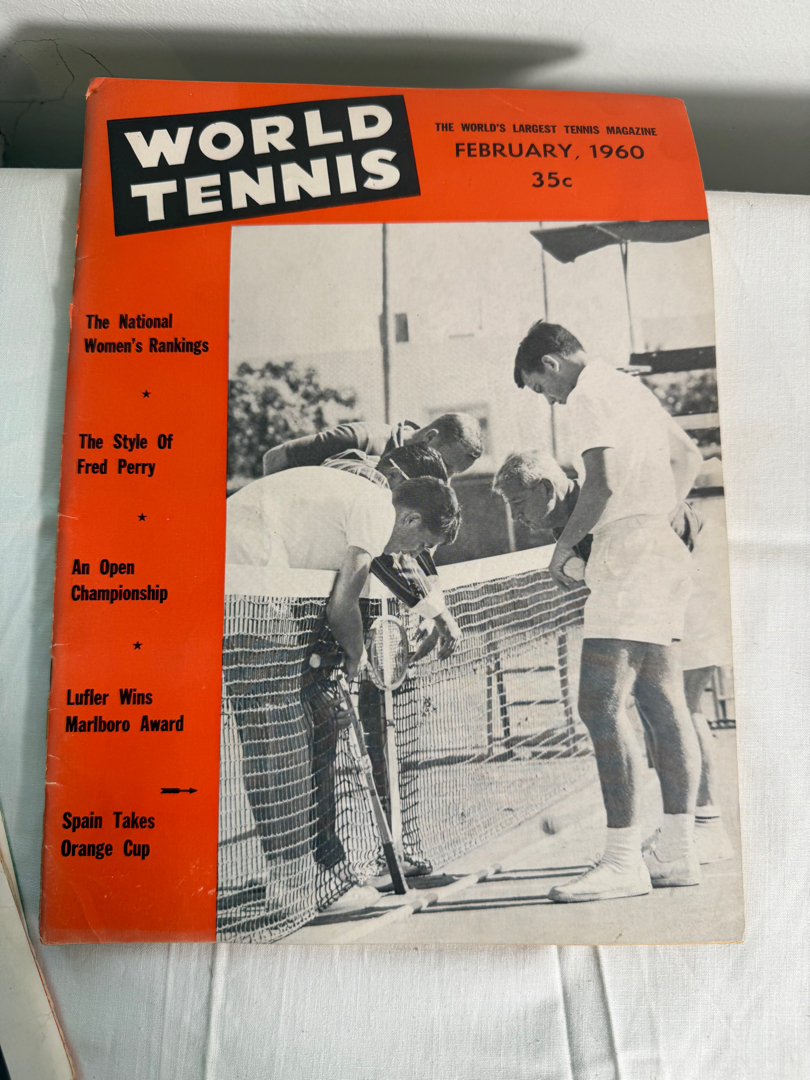 WORLD
TENNIS
THE WORLD'S LARGEST TENNIS MAGAZINE
FEBRUARY, 1960
35c
The National
Women's Rankings
The Style Of
Fred Perry
An Open
Championship
Lufler Wins
Marlboro Award
Spain Takes
Orange Cup